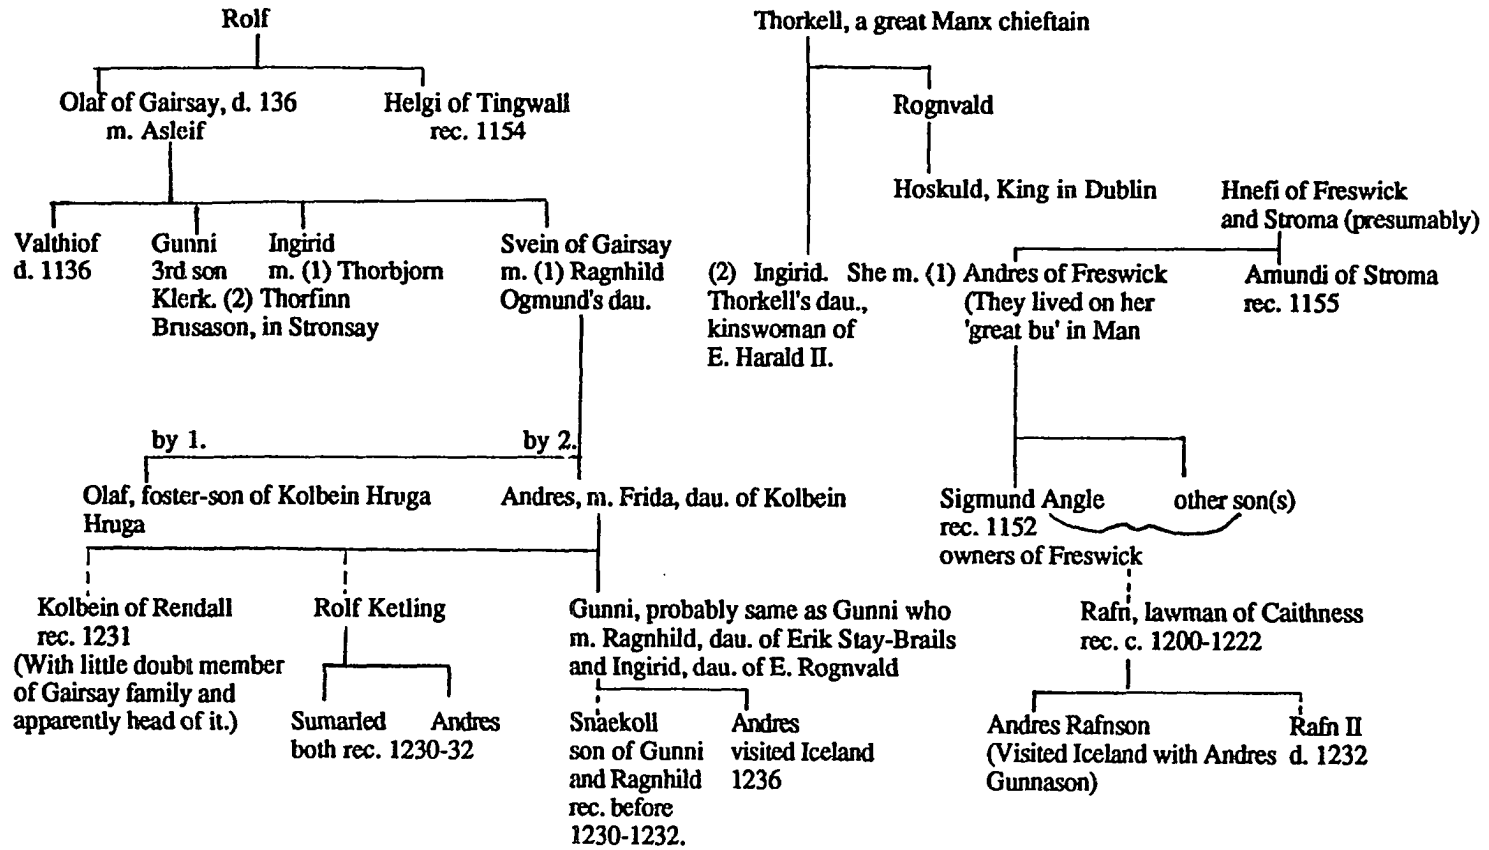 Rolf
Thorkell, a great Manx chieftain
Olaf of Gairsay, d. 136
m. Asleif
Helgi of Tingwall
rec. 1154
Rognvald
Hoskuld, King in Dublin
Hnefi of Freswick
and Stroma (presumably)
Valthiof
d. 1136
Gunni
3rd son
Klerk. (2) Thorfinn
Brusason, in Stronsay
Ingirid
m. (1) Thorbjorn
Svein of Gairsay
m. (1) Ragnhild
Ogmund's dau.
(2) Ingirid. She m. (1) Andres of Freswick
Thorkell's dau.,
kinswoman of
E. Harald II.
(They lived on her
'great bu' in Man
Amundi of Stroma
rec. 1155
by 1.
by 2.
Olaf, foster-son of Kolbein Hruga
Hruga
Andres, m. Frida, dau. of Kolbein
Sigmund Angle
rec. 1152
owners of Freswick
other son(s)
Kolbein of Rendall
rec. 1231
(With little doubt member
of Gairsay family and
apparently head of it.)
Rolf Ketling
Gunni, probably same as Gunni who
m. Ragnhild, dau. of Erik Stay-Brails
and Ingirid, dau. of E. Rognvald
Rafn, lawman of Caithness
rec. c. 1200-1222
Sumarled Andres
both rec. 1230-32
Snaekoll
son of Gunni
and Ragnhild
rec. before
1230-1232.
Andres
visited Iceland
1236
Andres Rafnson
(Visited Iceland with Andres
Gunnason)
Rafn II
d. 1232